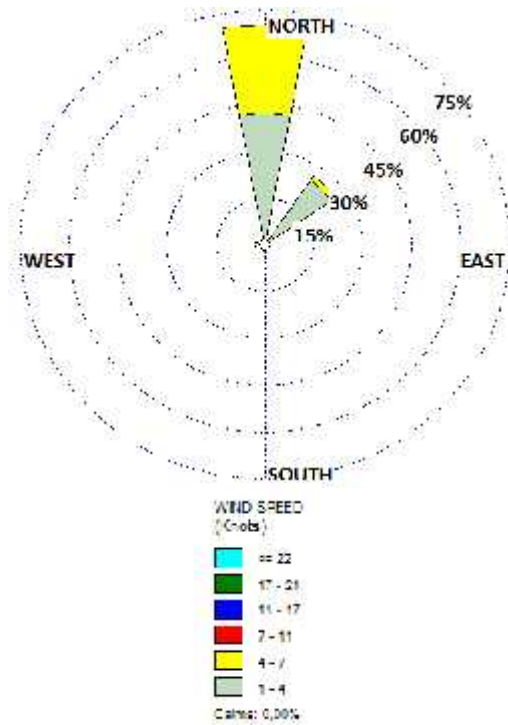 NORTH
75%
60%
45%
30%
15%
WEST
EAST
SOUTH
WIND SPEED
(Knots)
>= 22
17 - 21
11 - 17
7 - 11
4 - 7
1 - 4
Calms: 0,00%